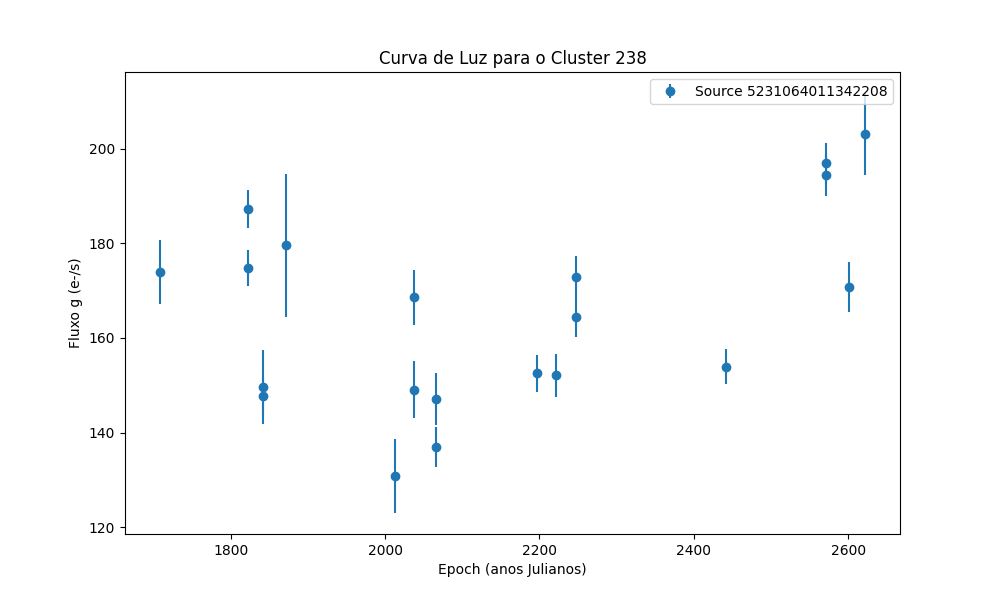 Curva de Luz para o Cluster 238
Source 5231064011342208
Fluxo g (e-/s)
200
180
160
140
120
1800 2000 2200 2400 2600
Epoch (anos Julianos)